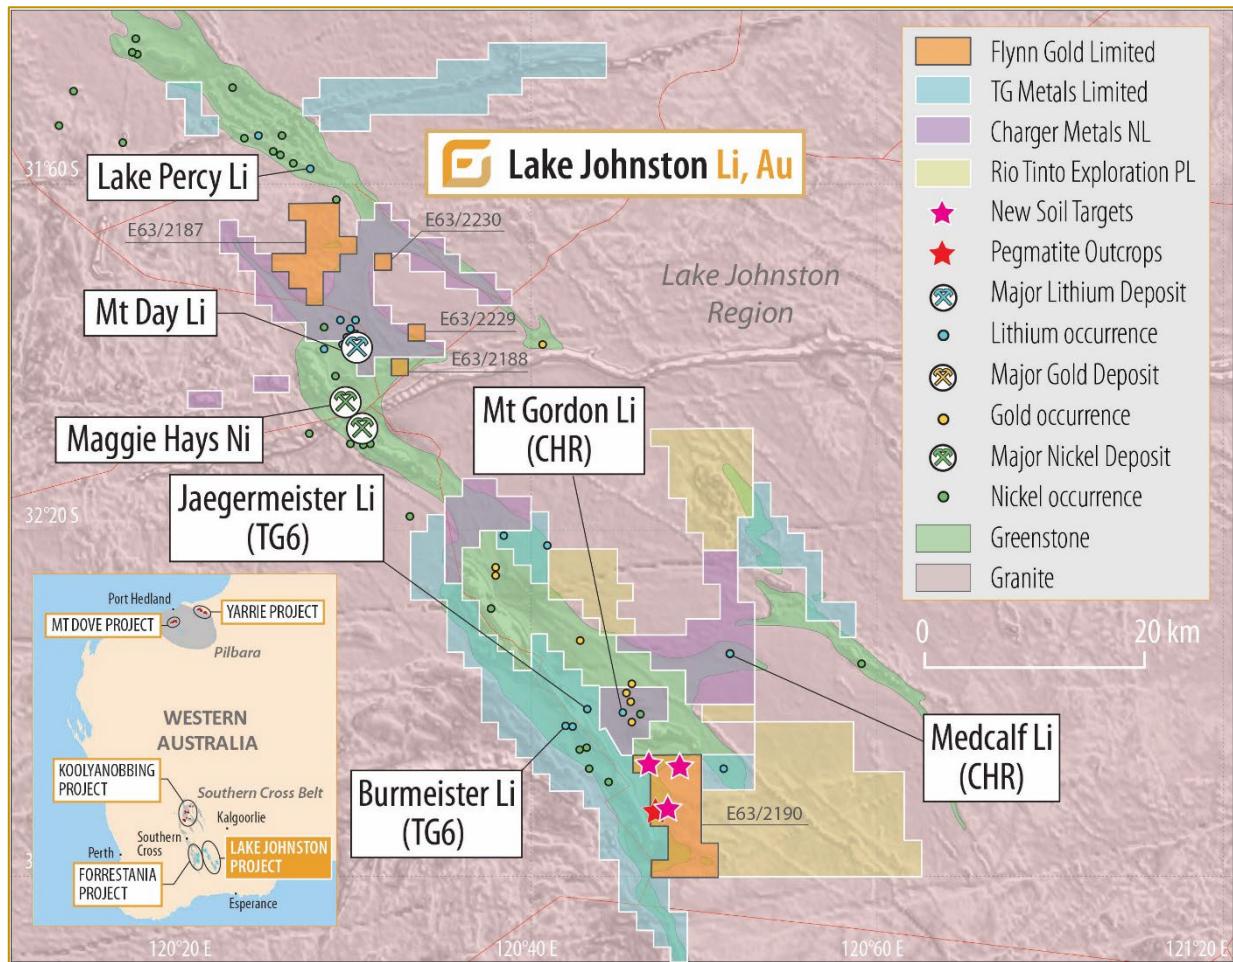 Lake Johnston Li, Au
Lake Percy Li
31°60 S
E63/2187
E63/2230
Lake Johnston
Region
Mt Day Li
E63/2229
E63/2188
Maggie Hays Ni
Mt Gordon Li
(CHR)
Jaegermeister Li
(TG6)
32°20 S
Burmeister Li
(TG6)
Medcalf Li
(CHR)
E63/2190
120°20 E
120°40 E
120°60 E
121°20 E
Flynn Gold Limited
TG Metals Limited
Charger Metals NL
Rio Tinto Exploration PL
New Soil Targets
Pegmatite Outcrops
Major Lithium Deposit
Lithium occurrence
Major Gold Deposit
Gold occurrence
Major Nickel Deposit
Nickel occurrence
Greenstone
Granite
0
20 km
Port Hedland
YARRIE PROJECT
MT DOVE PROJECT
Pilbara
WESTERN
AUSTRALIA
KOOLYANOBBING
PROJECT
Southern Cross Belt
Kalgoorlie
Southern
Cross
Perth
LAKE JOHNSTON
PROJECT
FORRESTANIA
PROJECT
Esperance